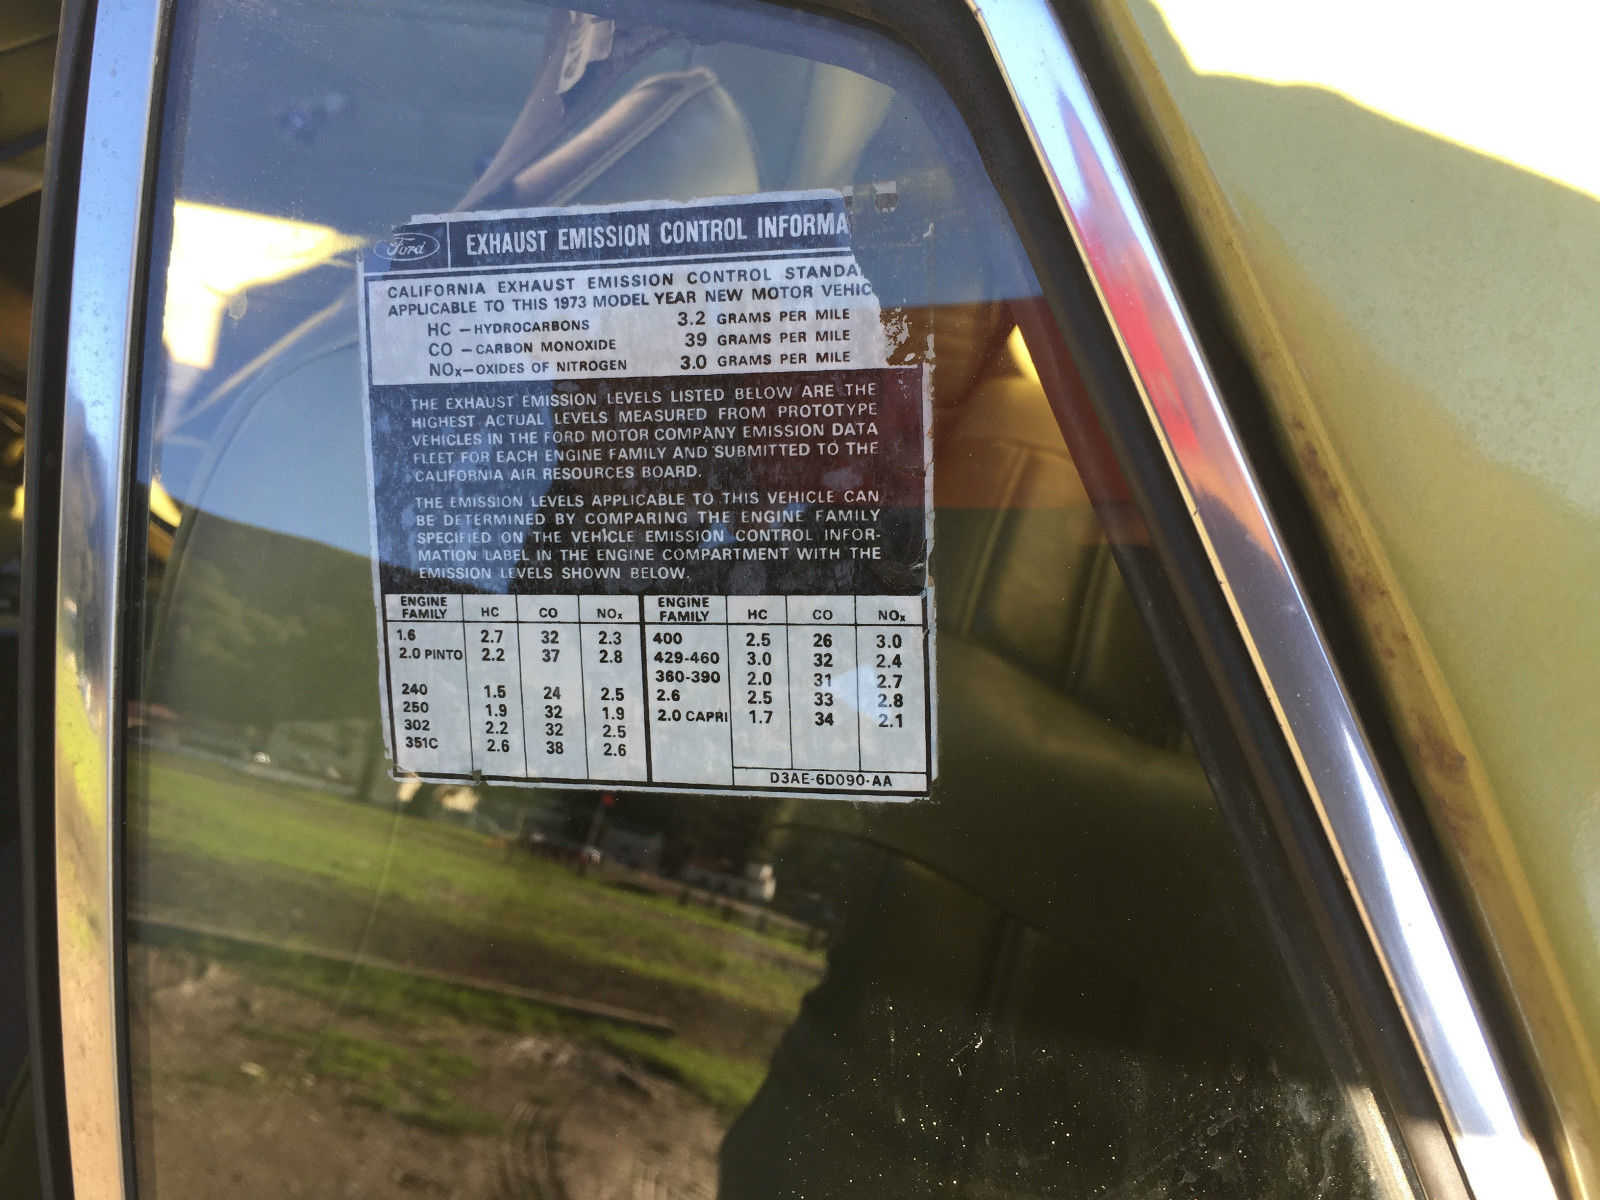 Ford EXHAUST EMISSION CONTROL INFORMA
CALIFORNIA EXHAUST EMISSION CONTROL STANDA
APPLICABLE TO THIS 1973 MODEL YEAR NEW MOTOR VEHIC
HC – HYDROCARBONS 3.2 GRAMS PER MILE
CO – CARBON MONOXIDE 39 GRAMS PER MILE
NOx – OXIDES OF NITROGEN 3.0 GRAMS PER MILE
THE EXHAUST EMISSION LEVELS LISTED BELOW ARE THE
HIGHEST ACTUAL LEVELS MEASURED FROM PROTOTYPE
VEHICLES IN THE FORD MOTOR COMPANY EMISSION DATA
FLEET FOR EACH ENGINE FAMILY AND SUBMITTED TO THE
CALIFORNIA AIR RESOURCES BOARD.
THE EMISSION LEVELS APPLICABLE TO THIS VEHICLE CAN
BE DETERMINED BY COMPARING THE ENGINE FAMILY
SPECIFIED ON THE VEHICLE EMISSION CONTROL INFOR-
MATION LABEL IN THE ENGINE COMPARTMENT WITH THE
EMISSION LEVELS SHOWN BELOW.
ENGINE FAMILY HC CO NOx
1.6 2.7 32 2.3
2.0 PINTO 2.2 37 2.8
240 1.5 24 2.5
250 1.9 32 1.9
302 2.2 32 2.5
351C 2.6 38 2.6
ENGINE FAMILY HC CO NOx
400 2.5 26 3.0
429-460 3.0 32 2.4
360-390 2.0 31 2.7
2.6 2.5 33 2.8
2.0 CAPRI 1.7 34 2.1
D3AE-6D090-AA